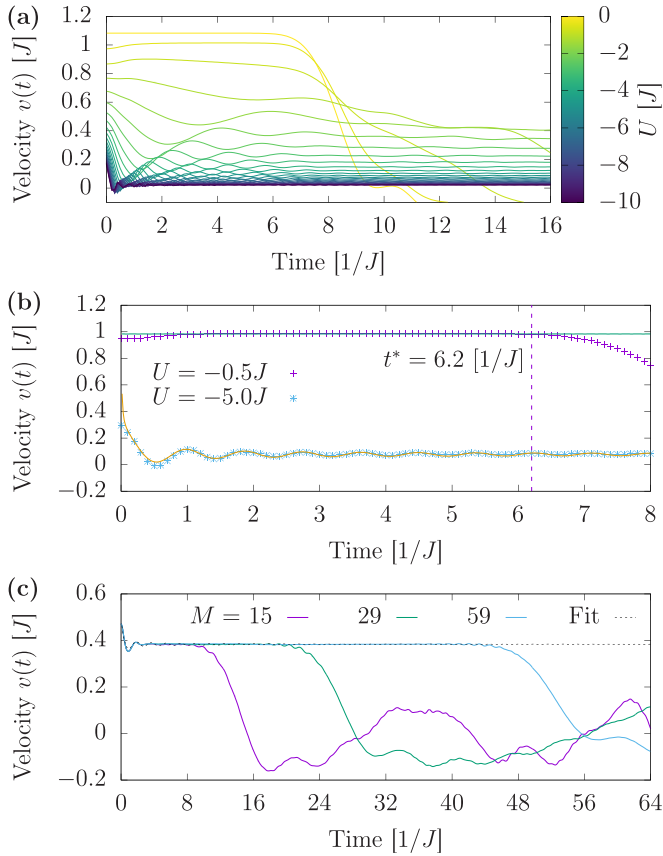 (a)
Velocity v(t) [J]
1.2
1
0.8
0.6
0.4
0.2
0
0 2 4 6 8 10 12 14 16
Time [1/J]
0
−2
−4
−6
−8
−10
U [J]
(b)
Velocity v(t) [J]
1.2
1
0.8
0.6
0.4
0.2
0
−0.2
U = −0.5J
U = −5.0J
t* = 6.2 [1/J]
0 1 2 3 4 5 6 7 8
Time [1/J]
(c)
Velocity v(t) [J]
0.6
0.4
0.2
0
−0.2
M = 15 29 59 Fit
0 8 16 24 32 40 48 56 64
Time [1/J]